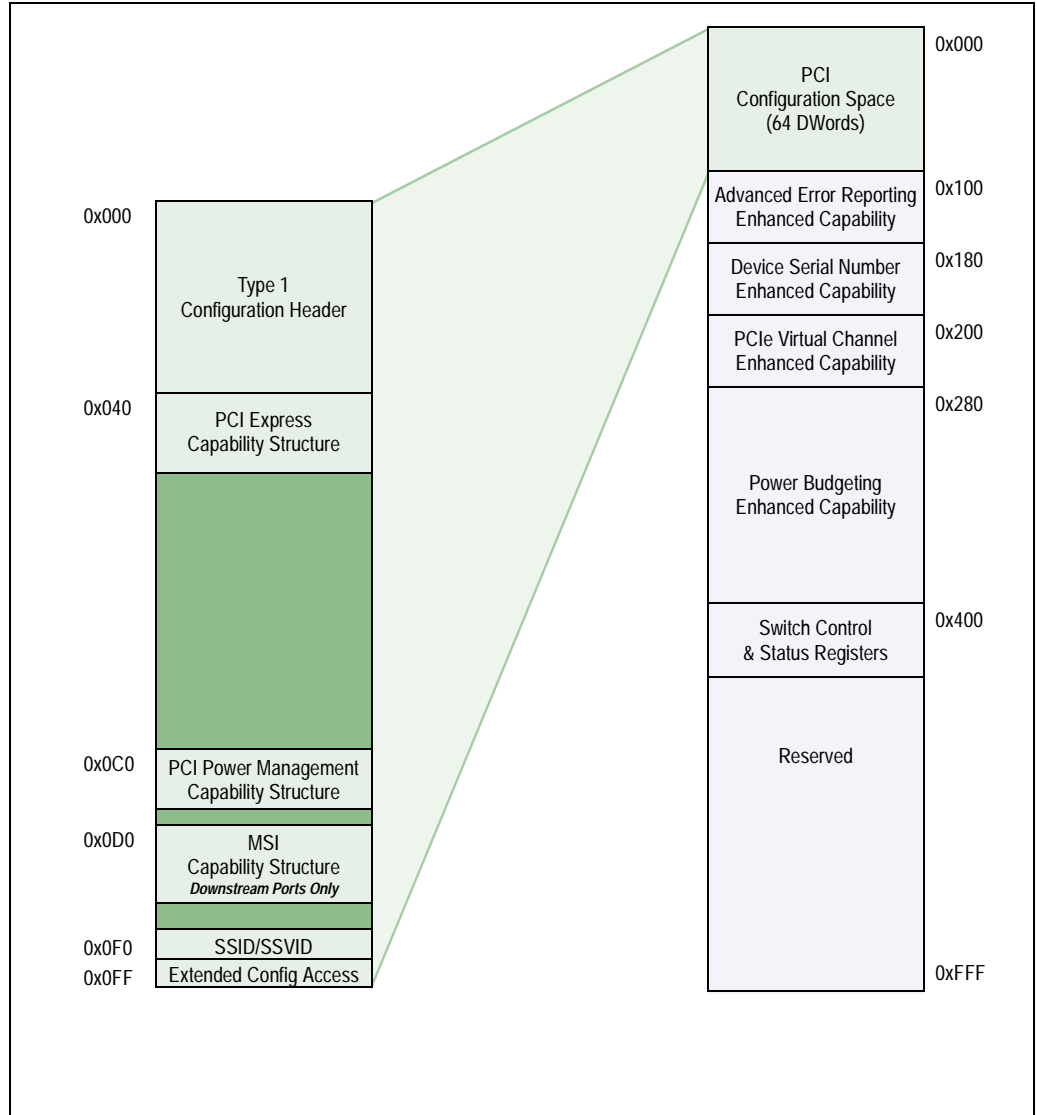 0x000
Type 1
Configuration Header
0x040
PCI Express
Capability Structure
0x0C0
PCI Power Management
Capability Structure
0x0D0
MSI
Capability Structure
Downstream Ports Only
0x0F0
SSID/SSVID
0x0FF
Extended Config Access
0x000
PCI
Configuration Space
(64 DWords)
0x100
Advanced Error Reporting
Enhanced Capability
0x180
Device Serial Number
Enhanced Capability
0x200
PCIe Virtual Channel
Enhanced Capability
0x280
Power Budgeting
Enhanced Capability
0x400
Switch Control
& Status Registers
Reserved
0xFFF